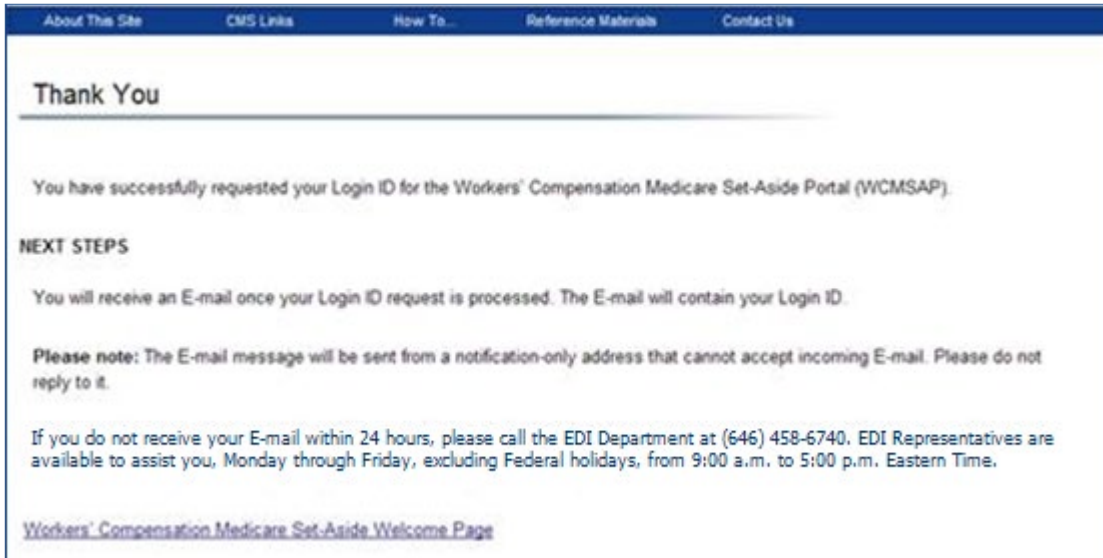 About This Site CMS Links How To... Reference Materials Contact Us
Thank You
You have successfully requested your Login ID for the Workers' Compensation Medicare Set-Aside Portal (WCMSAP).
NEXT STEPS
You will receive an E-mail once your Login ID request is processed. The E-mail will contain your Login ID.
Please note: The E-mail message will be sent from a notification-only address that cannot accept incoming E-mail. Please do not
reply to it.
If you do not receive your E-mail within 24 hours, please call the EDI Department at (646) 458-6740. EDI Representatives are
available to assist you, Monday through Friday, excluding Federal holidays, from 9:00 a.m. to 5:00 p.m. Eastern Time.
Workers' Compensation Medicare Set-Aside Welcome Page